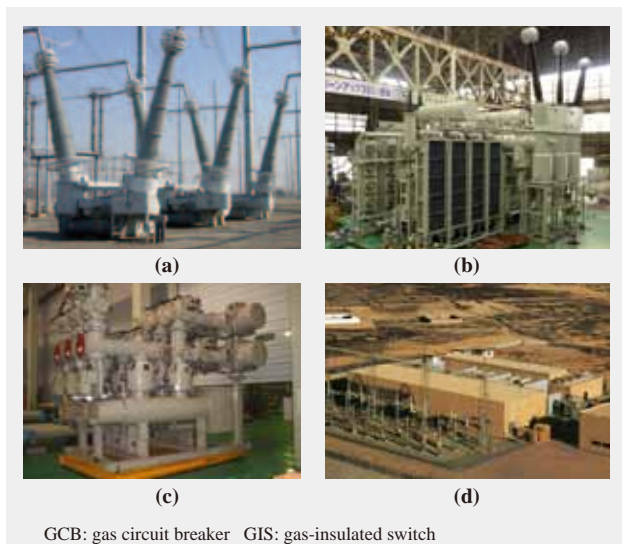 (a)
(b)
(c)
(d)
GCB: gas circuit breaker GIS: gas-insulated switch